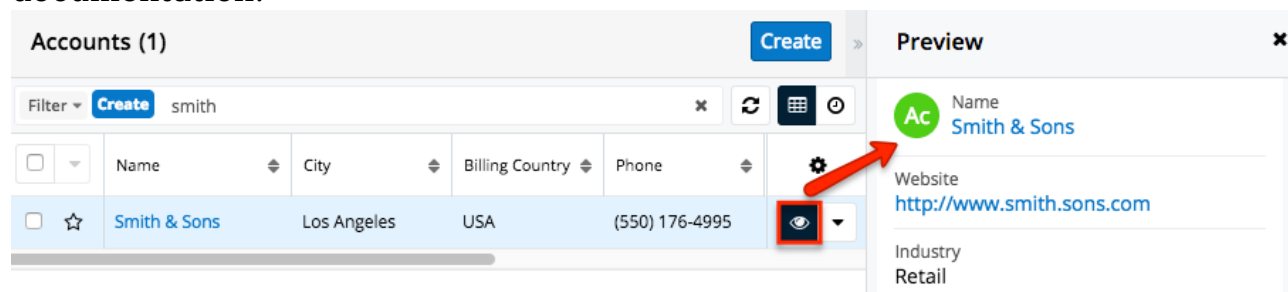 documentation.
Accounts (1)
Create
Filter
Create
smith
Name
City
Billing Country
Phone
Smith & Sons
Los Angeles
USA
(550) 176-4995
Preview
Ac
Name
Smith & Sons
Website
http://www.smith.sons.com
Industry
Retail